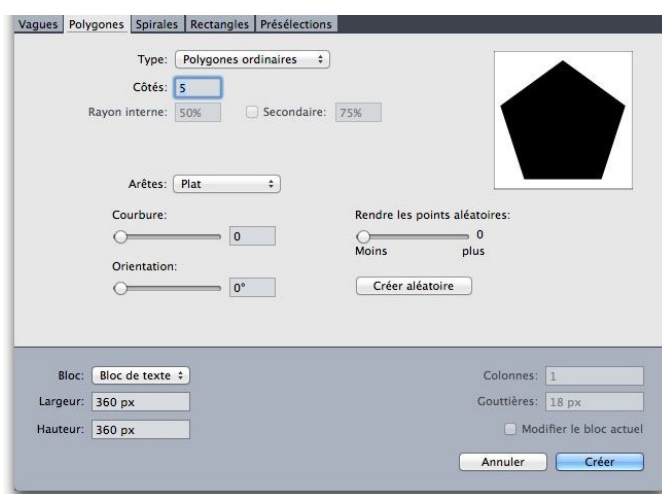 Vagues Polygones Spirales Rectangles Présélections
Type: Polygones ordinaires
Côtés: 5
Rayon interne: 50% Secondaire: 75%
Arêtes: Plat
Courbure: Rendre les points aléatoires:
0 0
Moins plus
Orientation:
0° Créer aléatoire
Bloc: Bloc de texte Colonnes: 1
Largeur: 360 px Gouttières: 18 px
Hauteur: 360 px Modifier le bloc actuel
Annuler Créer